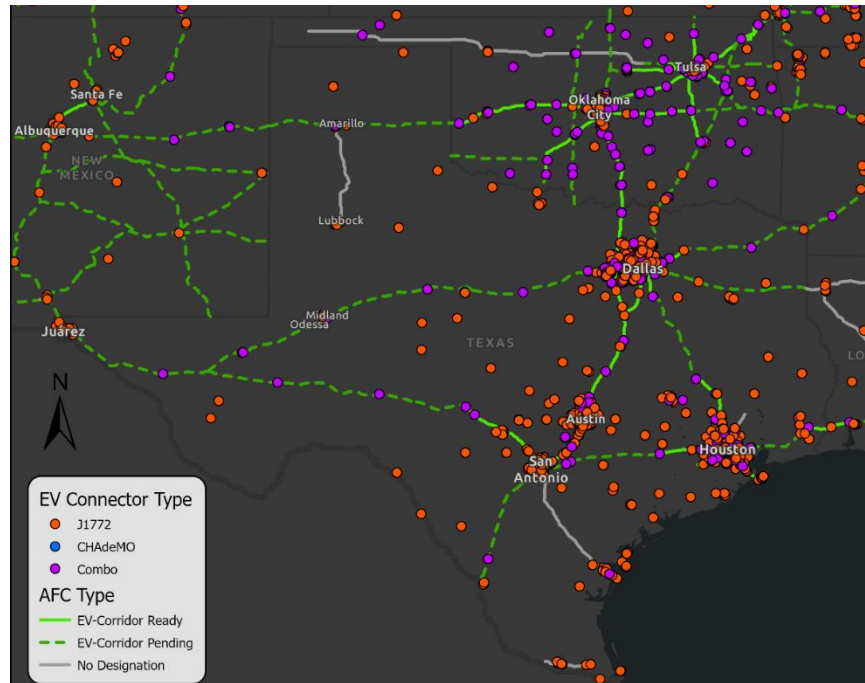 Tulsa
Santa Fe
Oklahoma
City
Albuquerque
Amarillo
NEW
MEXICO
Lubbock
Dallas
Midland
Odessa
Juárez
TEXAS
LO
N
Austin
Houston
San
Antonio
EV Connector Type
J1772
CHAdeMO
Combo
AFC Type
EV-Corridor Ready
EV-Corridor Pending
No Designation